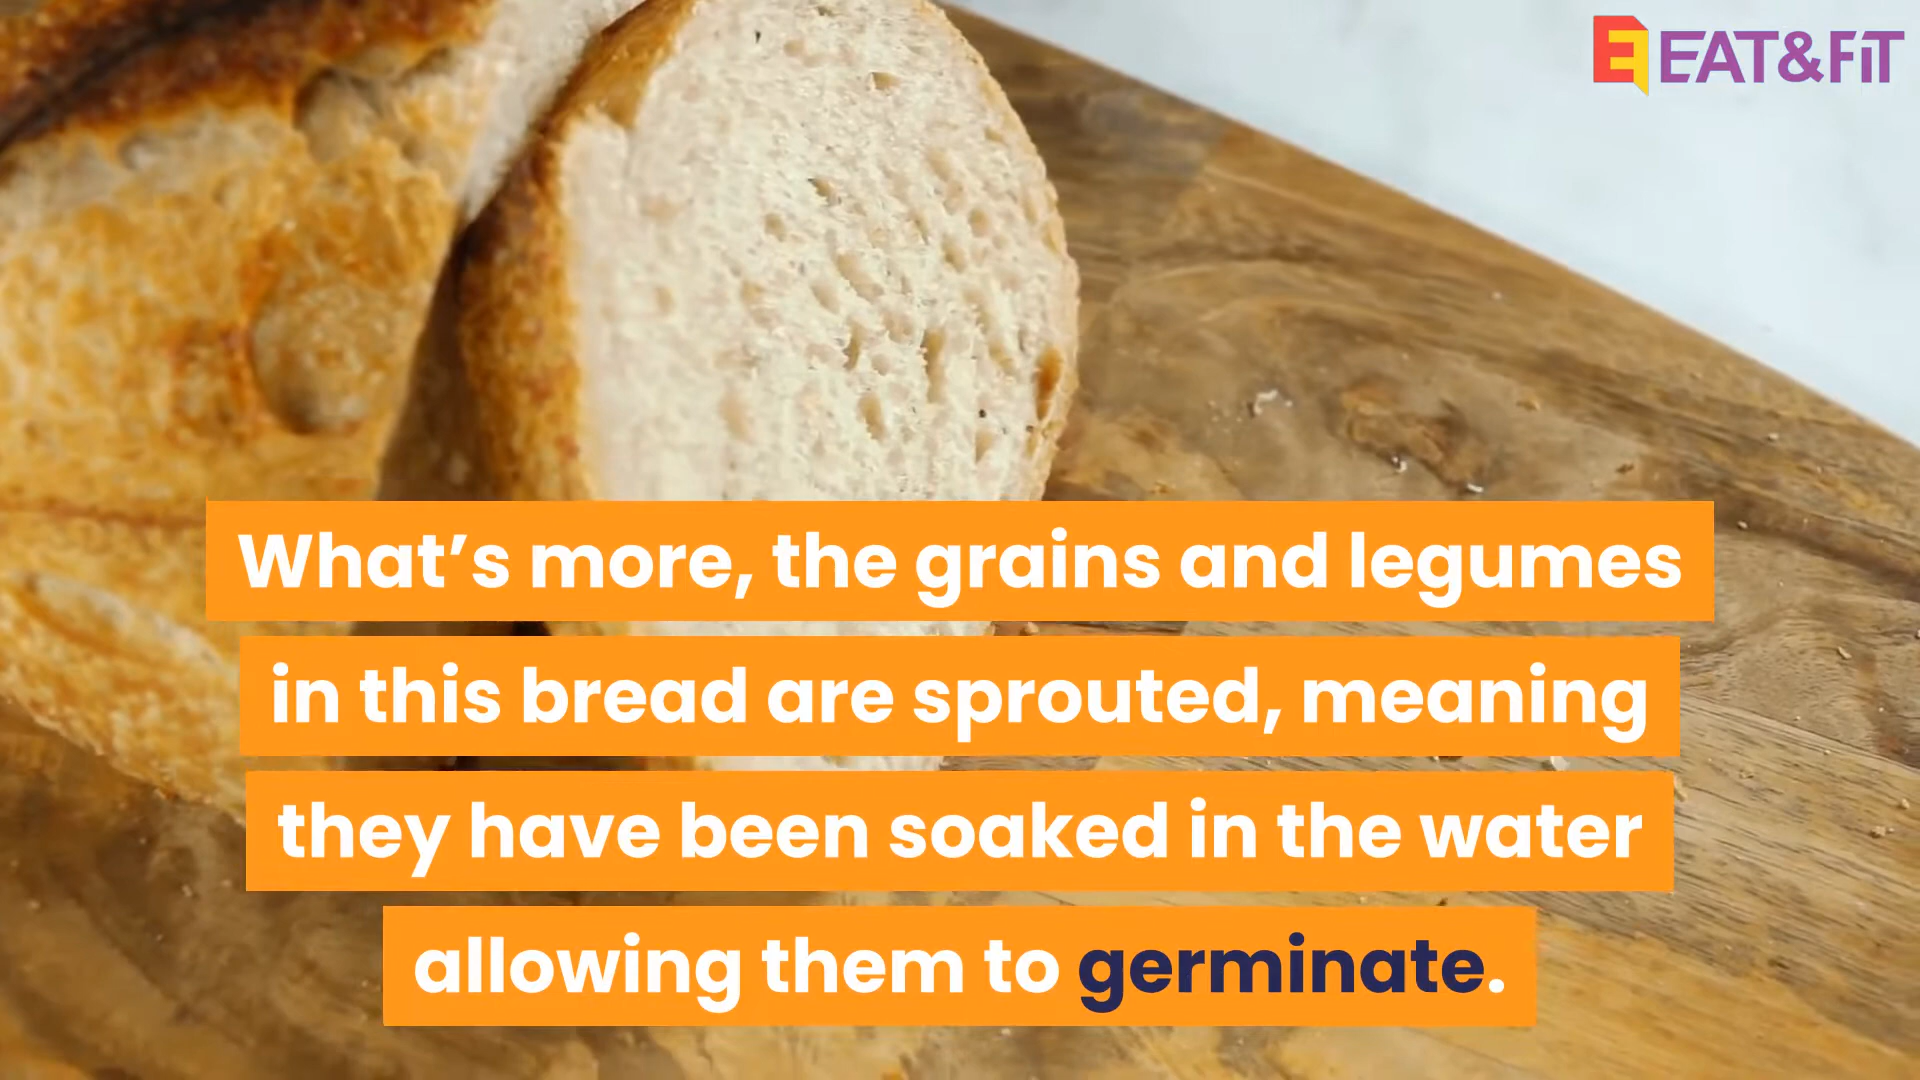 EAT&FiT
What's more, the grains and legumes
in this bread are sprouted, meaning
they have been soaked in the water
allowing them to germinate.